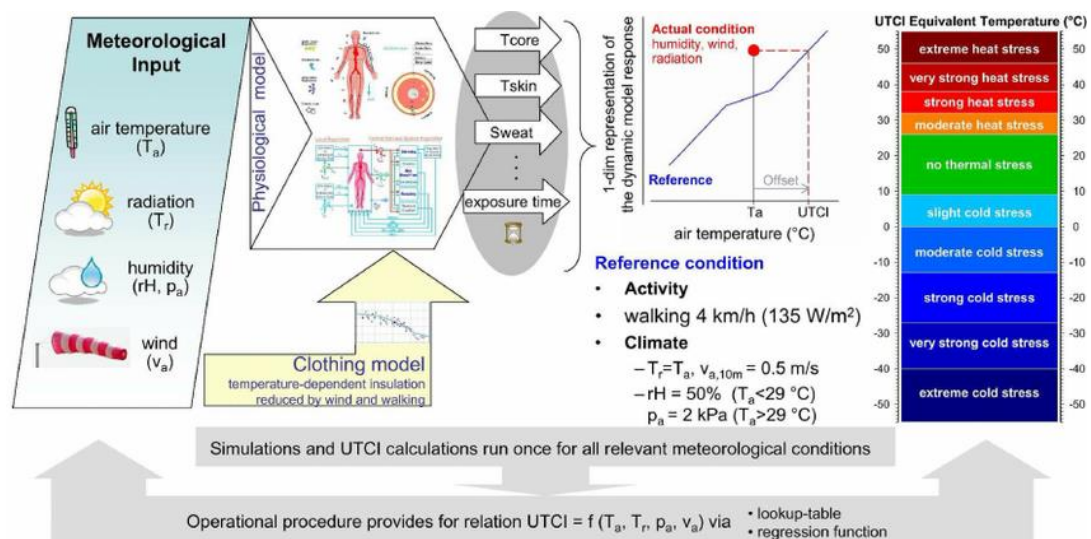 Meteorological
Input
air temperature
(Ta)
radiation
(Tr)
humidity
(rH, pa)
wind
(va)
Physiological model
Clothing model
temperature-dependent insulation
reduced by wind and walking
Tcore
Tskin
Sweat
exposure time
1-dim representation of
the dynamic model response
Actual condition
humidity, wind,
radiation
Reference
Offset
Ta
UTCI
air temperature (°C)
Reference condition
• Activity
• walking 4 km/h (135 W/m²)
• Climate
– Tr=Ta, va,10m = 0.5 m/s
– rH = 50% (Ta<29 °C)
pa = 2 kPa (Ta>29 °C)
UTCI Equivalent Temperature (°C)
50 extreme heat stress 50
40 very strong heat stress 40
strong heat stress
30 moderate heat stress 30
20 no thermal stress 20
10 10
slight cold stress
0 0
-10 moderate cold stress -10
-20 strong cold stress -20
-30 -30
very strong cold stress
-40 -40
extreme cold stress
-50 -50
Simulations and UTCI calculations run once for all relevant meteorological conditions
Operational procedure provides for relation UTCI = f (Ta, Tr, pa, va) via
• lookup-table
• regression function